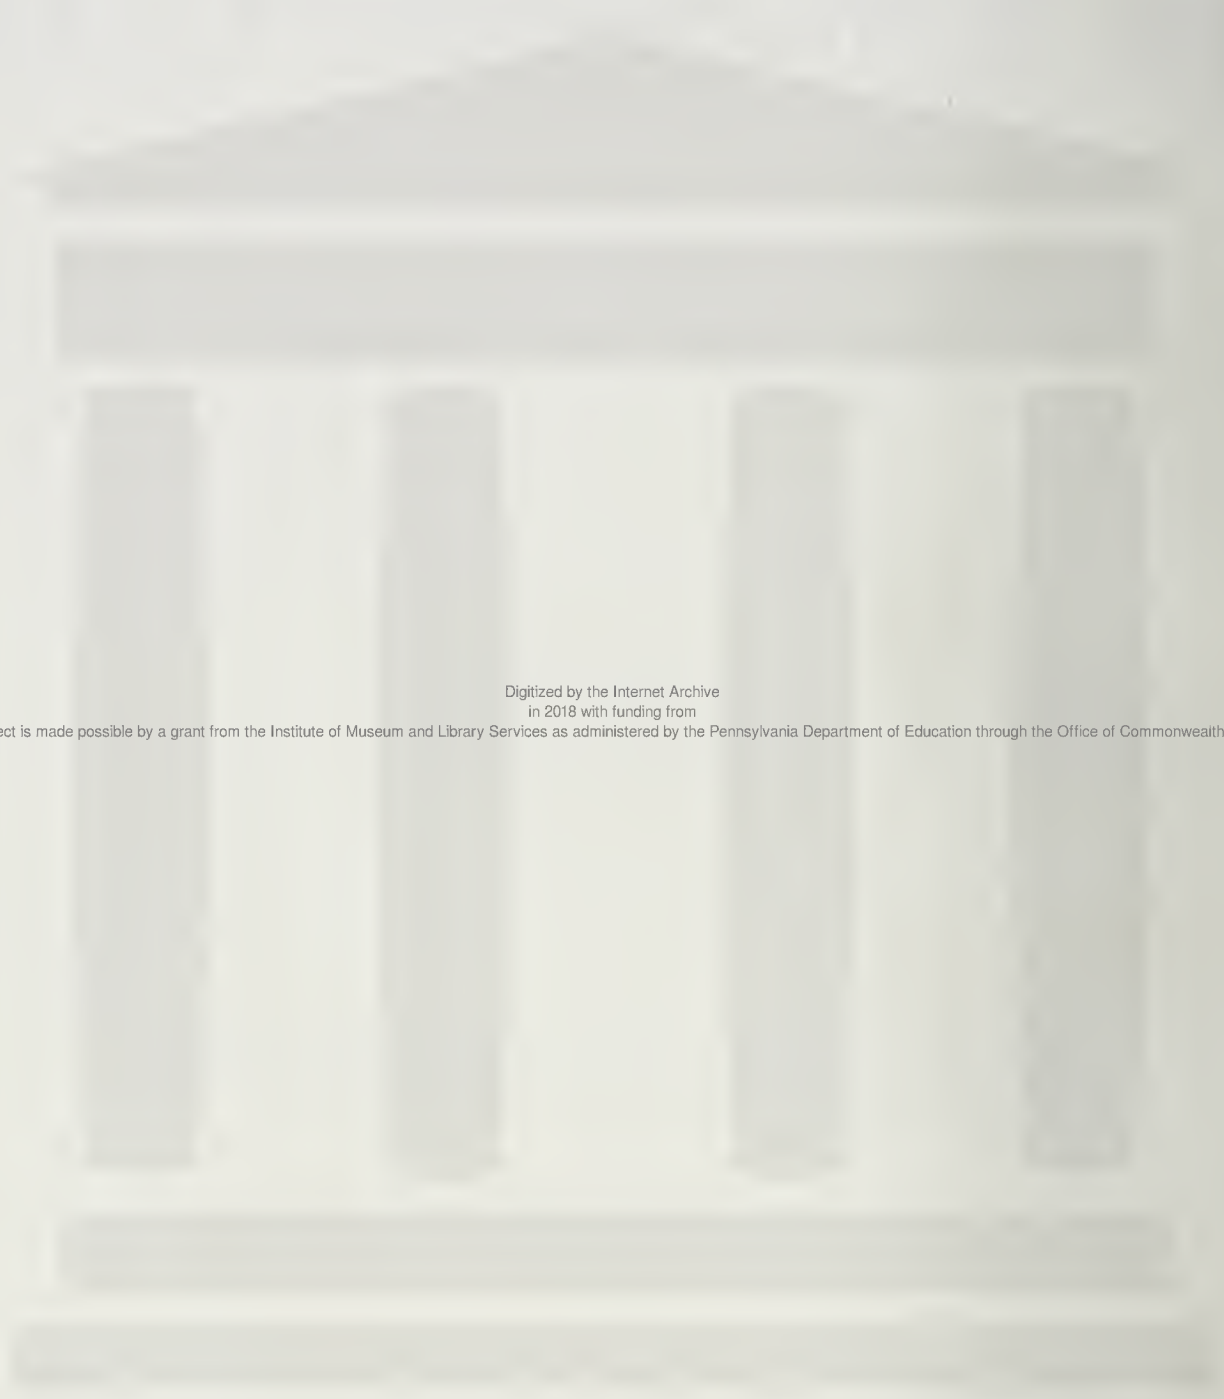 Digitized by the Internet Archive
in 2018 with funding from
is made possible by a grant from the Institute of Museum and Library Services as administered by the Pennsylvania Department of Education through the Office of Commonwealth